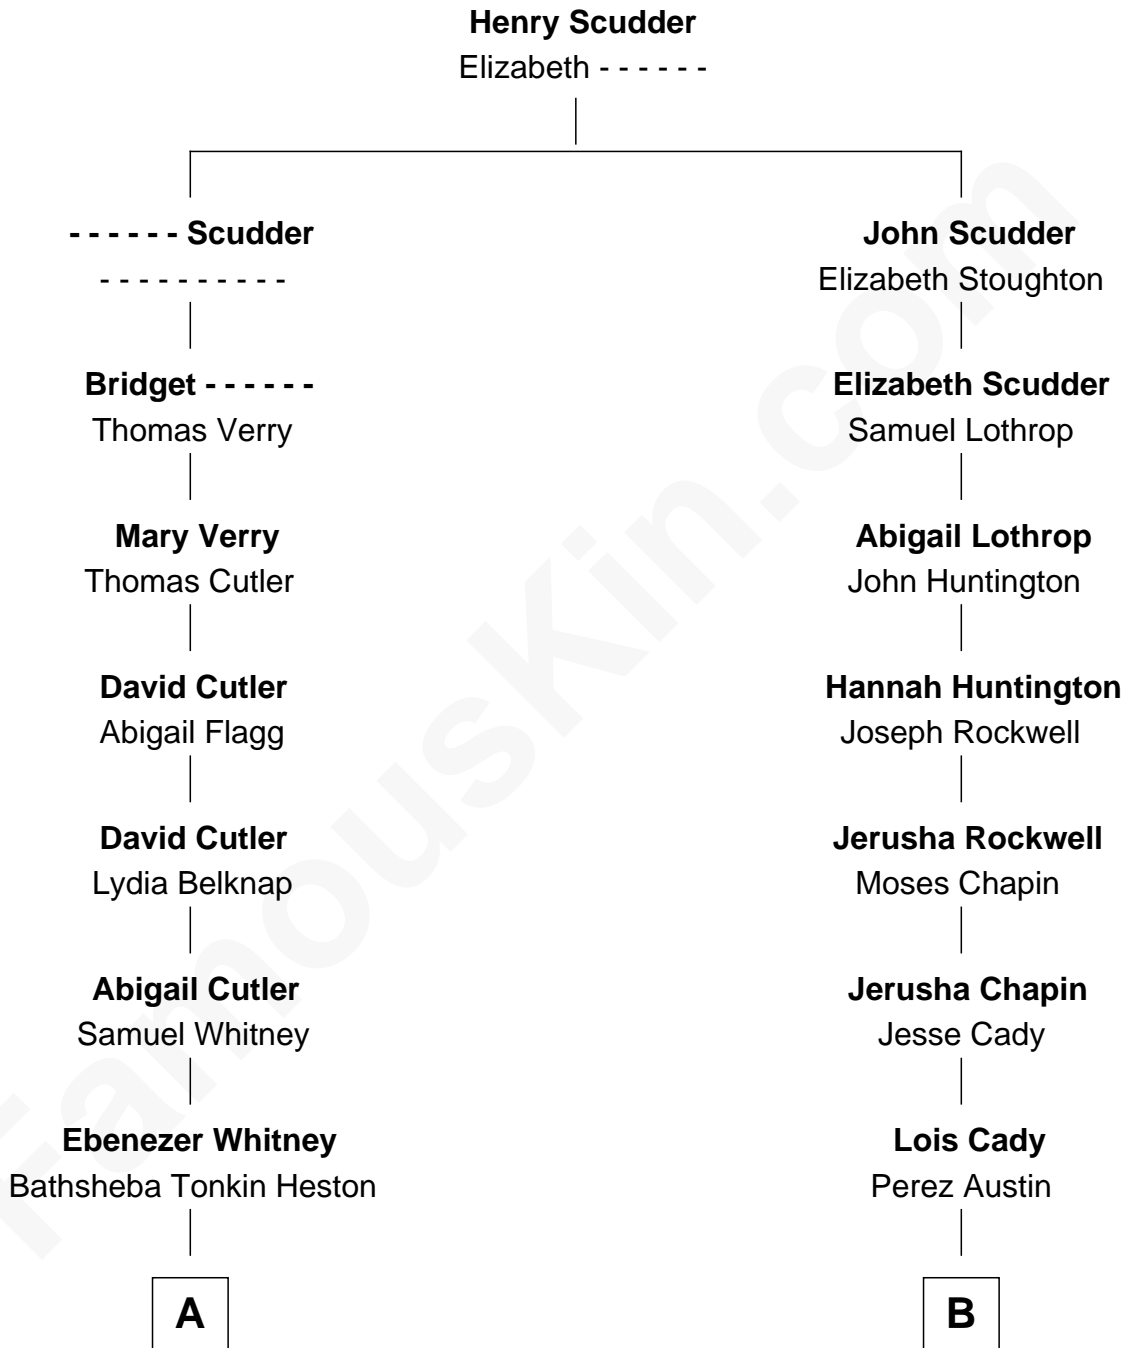 Henry Scudder
Elizabeth - - - - - -
- - - - - - Scudder
- - - - - - - - - -
John Scudder
Elizabeth Stoughton
Bridget - - - - - -
Thomas Verry
Elizabeth Scudder
Samuel Lothrop
Mary Verry
Thomas Cutler
Abigail Lothrop
John Huntington
David Cutler
Abigail Flagg
Hannah Huntington
Joseph Rockwell
David Cutler
Lydia Belknap
Jerusha Rockwell
Moses Chapin
Abigail Cutler
Samuel Whitney
Jerusha Chapin
Jesse Cady
Ebenezer Whitney
Bathsheba Tonkin Heston
Lois Cady
Perez Austin
A
B
FamousKin.com